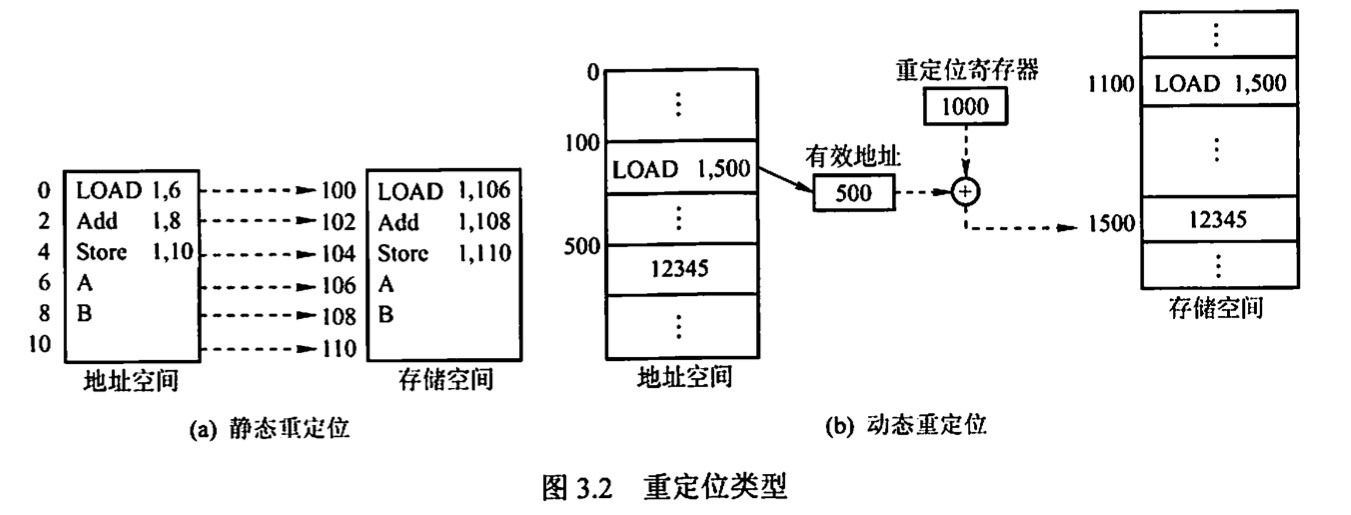 0 LOAD 1,6
2 Add 1,8
4 Store 1,10
6 A
8 B
10
地址空间
100 LOAD 1,106
102 Add 1,108
104 Store 1,110
106 A
108 B
110
存储空间
(a) 静态重定位
0
⋮
100
LOAD 1,500
⋮
500
12345
⋮
地址空间
有效地址
500
重定位寄存器
1000
+
⋮
1100 LOAD 1,500
⋮
1500 12345
⋮
存储空间
(b) 动态重定位
图 3.2 重定位类型